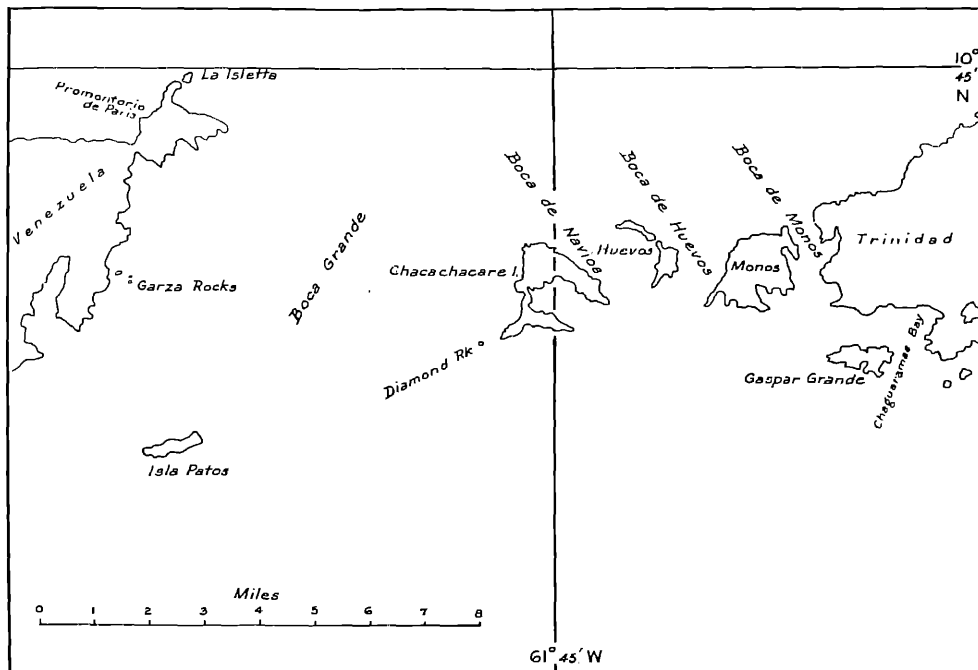 10°
45'
N
La Isletta
Promontorio
de Paria
Venezuela
Boca de Navios
Boca de Huevos
Boca de Monos
Boca Grande
Trinidad
Huevos
Monos
Chacachacare I.
Garza Rocks
Diamond Rk
Gaspar Grande
Chaguaramas Bay
Isla Patos
Miles
0 1 2 3 4 5 6 7 8
61° 45' W